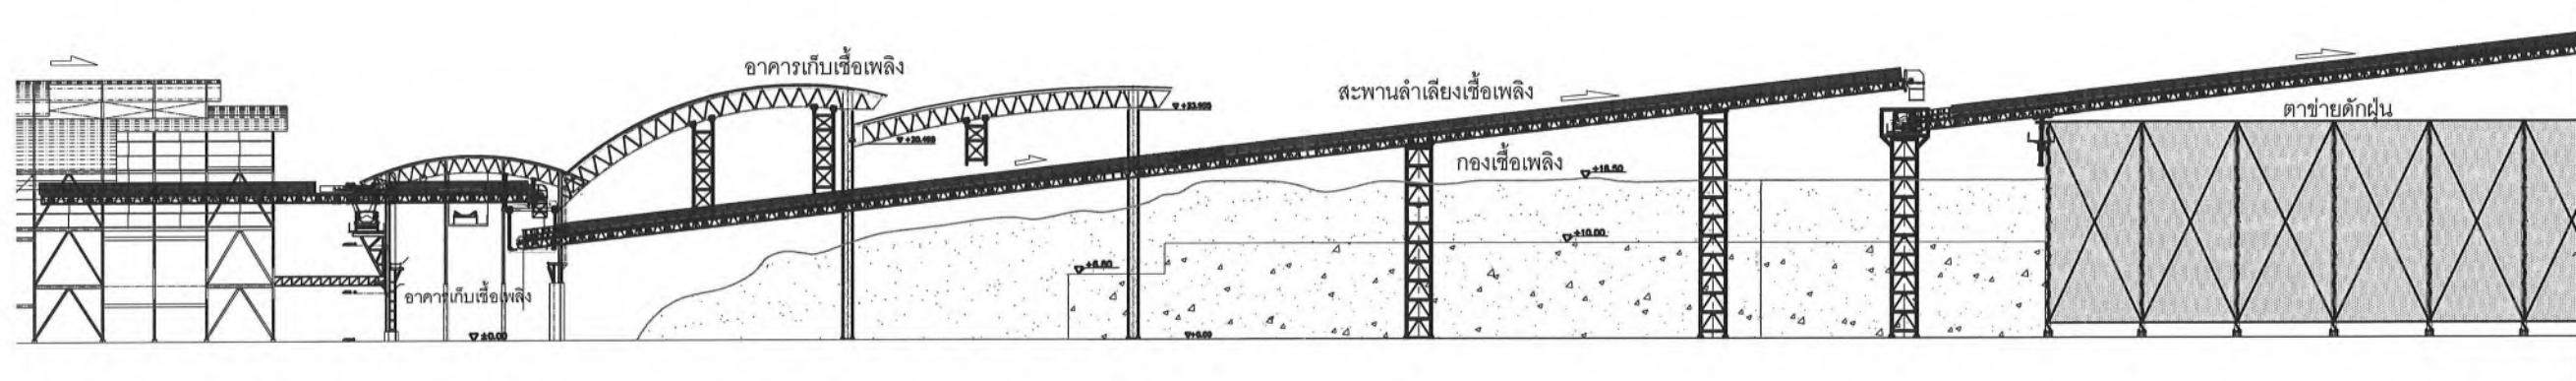 อาคารเก็บเชื้อเพลิง
สะพานลำเลียงเชื้อเพลิง
ตาข่ายดักฝุ่น
กองเชื้อเพลิง
+16.50
+10.00
อาคารเก็บเชื้อเพลิง
±0.00